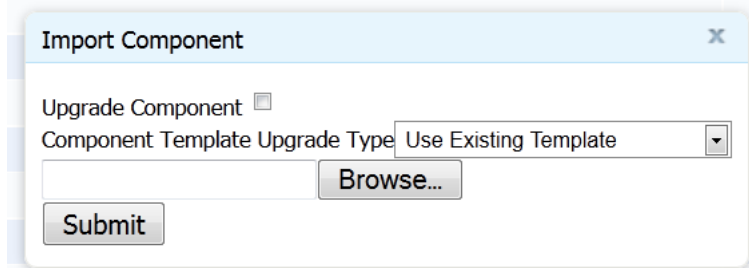 Import Component x
Upgrade Component
Component Template Upgrade Type Use Existing Template
Browse...
Submit